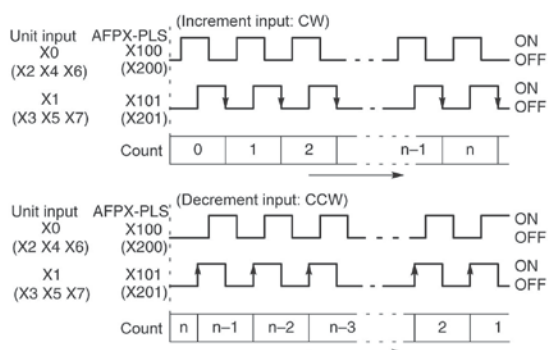 (Increment input: CW)
Unit input AFPX-PLS
X0 X100 ON
(X2 X4 X6) (X200) OFF
X1 X101 ON
(X3 X5 X7) (X201) OFF
Count 0 1 2 n-1 n
(Decrement input: CCW)
Unit input AFPX-PLS
X0 X100 ON
(X2 X4 X6) (X200) OFF
X1 X101 ON
(X3 X5 X7) (X201) OFF
Count n n-1 n-2 n-3 2 1